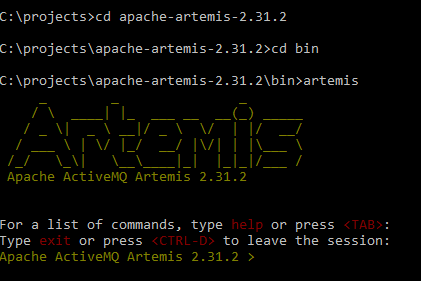 C:\projects>cd apache-artemis-2.31.2
C:\projects\apache-artemis-2.31.2>cd bin
C:\projects\apache-artemis-2.31.2\bin>artemis
Artemis
Apache ActiveMQ Artemis 2.31.2
For a list of commands, type help or press <TAB>:
Type exit or press <CTRL-D> to leave the session:
Apache ActiveMQ Artemis 2.31.2 >